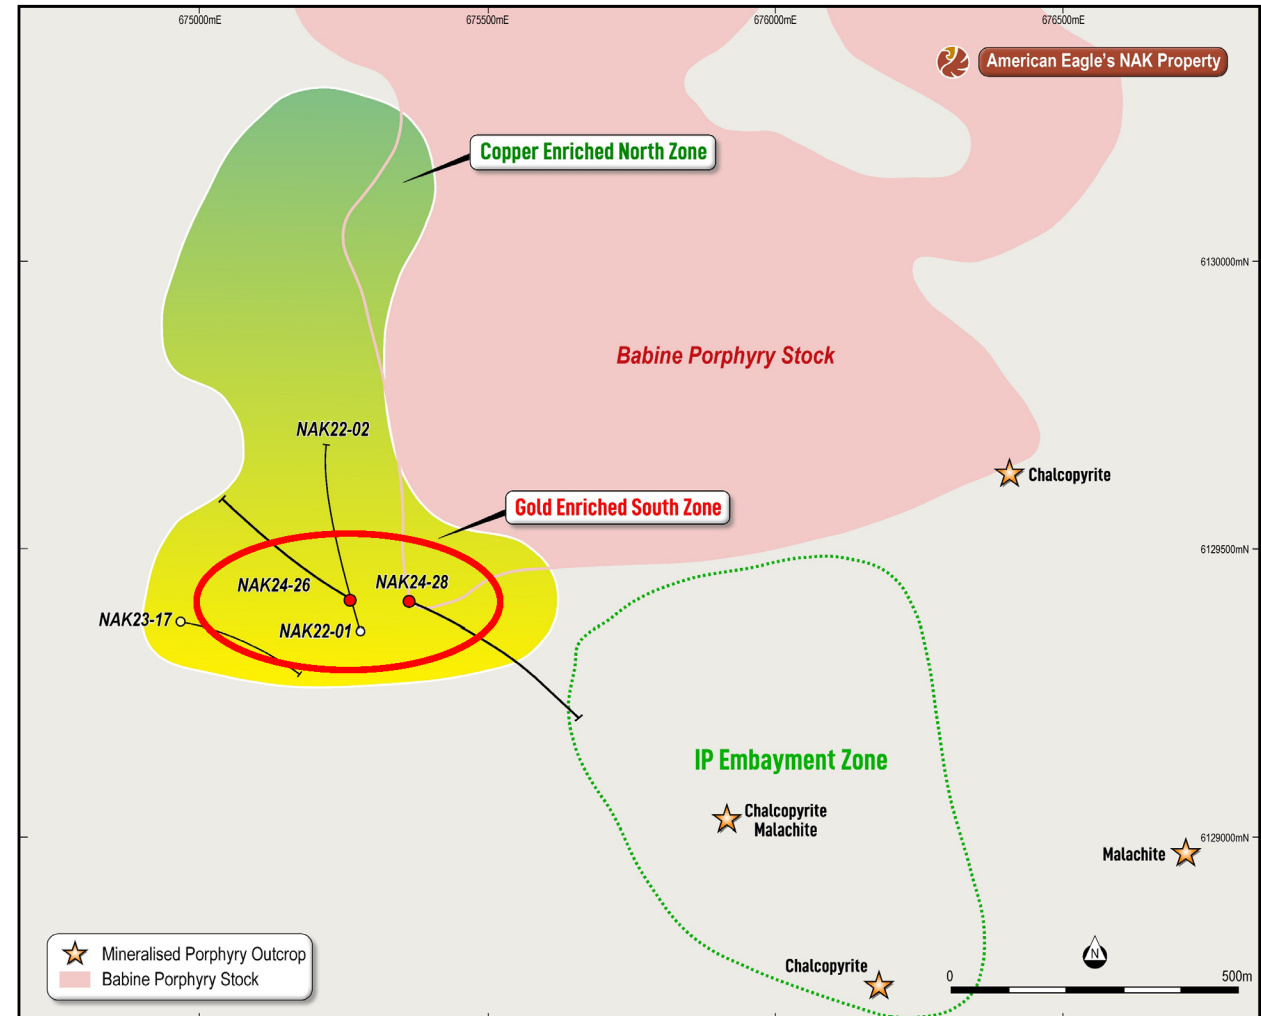 675000mE
675500mE
676000mE
676500mE
American Eagle's NAK Property
Copper Enriched North Zone
6130000mN
Babine Porphyry Stock
NAK22-02
Chalcopyrite
Gold Enriched South Zone
6129500mN
NAK24-26
NAK24-28
NAK23-17
NAK22-01
IP Embayment Zone
Chalcopyrite
Malachite
6129000mN
Malachite
Chalcopyrite
N
0
500m
Mineralised Porphyry Outcrop
Babine Porphyry Stock